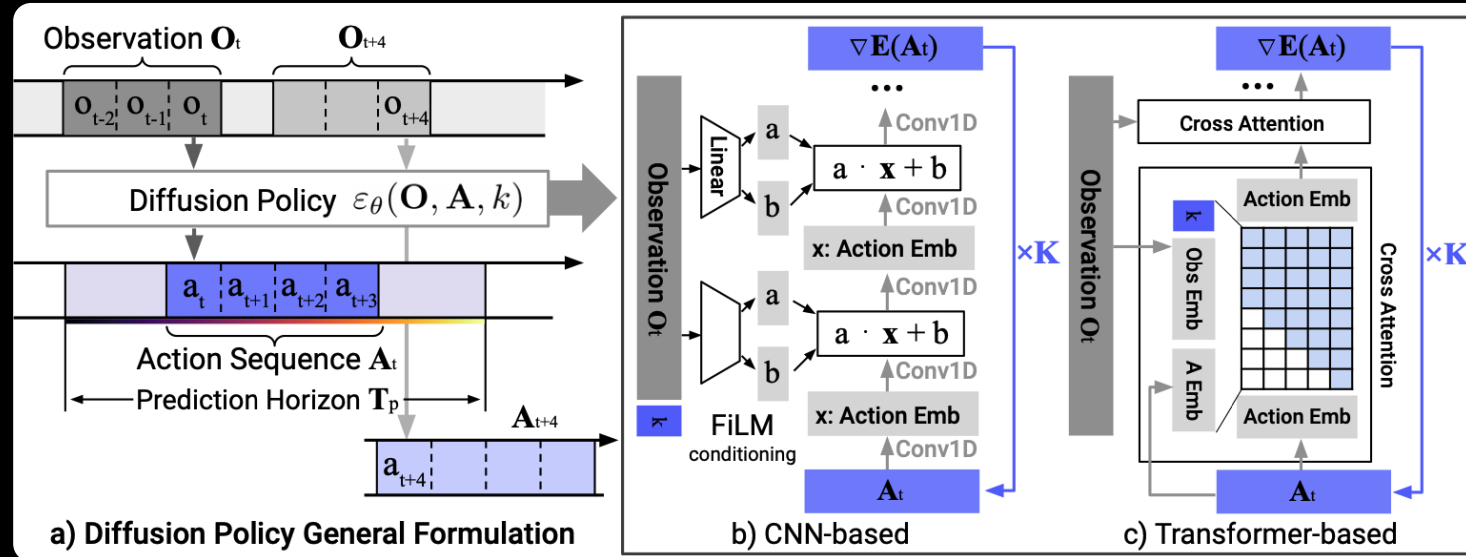 Observation Oₜ
Oₜ₊₄
oₜ₋₂ oₜ₋₁ oₜ
oₜ₊₄
Diffusion Policy εθ(O, A, k)
aₜ aₜ₊₁ aₜ₊₂ aₜ₊₃
Action Sequence Aₜ
Prediction Horizon Tₚ
Aₜ₊₄
aₜ₊₄
a) Diffusion Policy General Formulation
∇E(Aₜ)
•••
Conv1D
Observation Oₜ
Linear
a
b
a · x + b
Conv1D
x: Action Emb
Conv1D
a
b
a · x + b
Conv1D
x: Action Emb
Conv1D
Aₜ
×K
k
FiLM
conditioning
b) CNN-based
∇E(Aₜ)
•••
Cross Attention
Observation Oₜ
Action Emb
k
Obs Emb
A Emb
Action Emb
Cross Attention
×K
Aₜ
c) Transformer-based